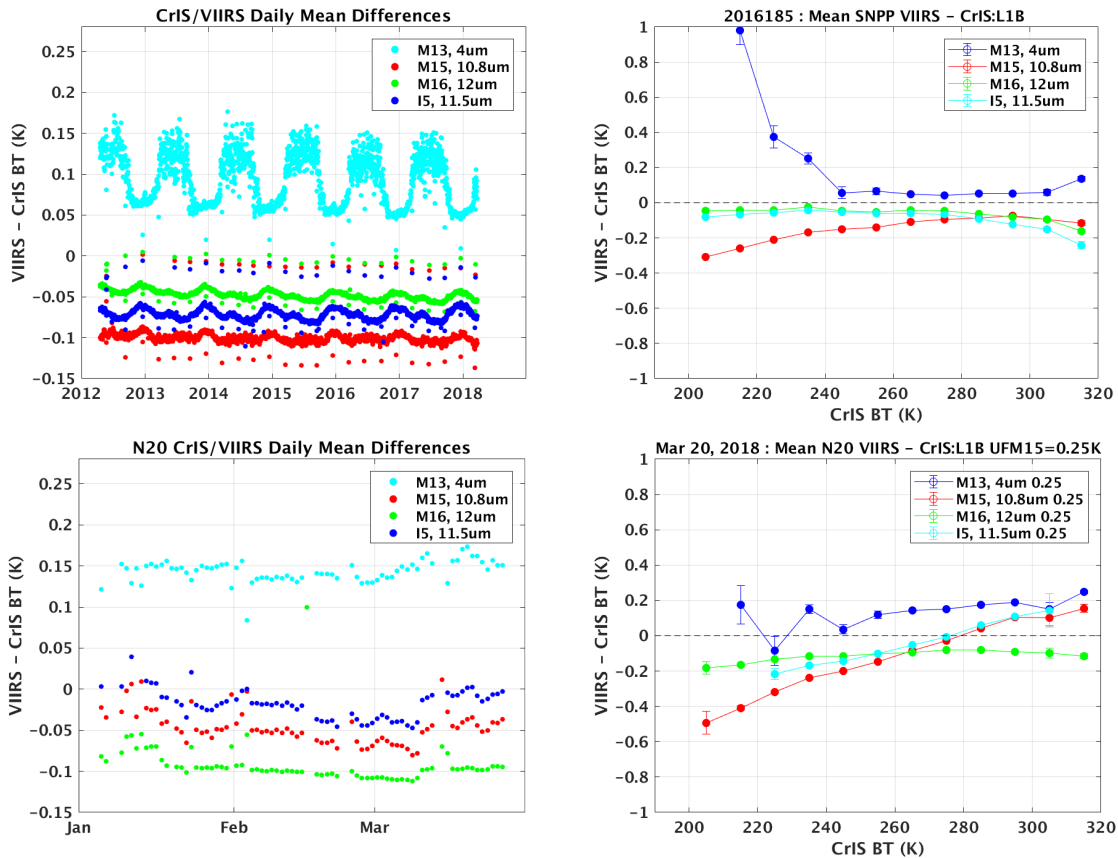 CrIS/VIIRS Daily Mean Differences
VIIRS − CrIS BT (K)
0.25
0.2
0.15
0.1
0.05
0
−0.05
−0.1
−0.15
M13, 4um
M15, 10.8um
M16, 12um
I5, 11.5um
2012 2013 2014 2015 2016 2017 2018
2016185 : Mean SNPP VIIRS − CrIS:L1B
VIIRS − CrIS BT (K)
1
0.8
0.6
0.4
0.2
0
−0.2
−0.4
−0.6
−0.8
−1
M13, 4um
M15, 10.8um
M16, 12um
I5, 11.5um
200 220 240 260 280 300 320
CrIS BT (K)
N20 CrIS/VIIRS Daily Mean Differences
VIIRS − CrIS BT (K)
0.25
0.2
0.15
0.1
0.05
0
−0.05
−0.1
−0.15
M13, 4um
M15, 10.8um
M16, 12um
I5, 11.5um
Jan Feb Mar
Mar 20, 2018 : Mean N20 VIIRS − CrIS:L1B UFM15=0.25K
VIIRS − CrIS BT (K)
1
0.8
0.6
0.4
0.2
0
−0.2
−0.4
−0.6
−0.8
−1
M13, 4um 0.25
M15, 10.8um 0.25
M16, 12um 0.25
I5, 11.5um 0.25
200 220 240 260 280 300 320
CrIS BT (K)